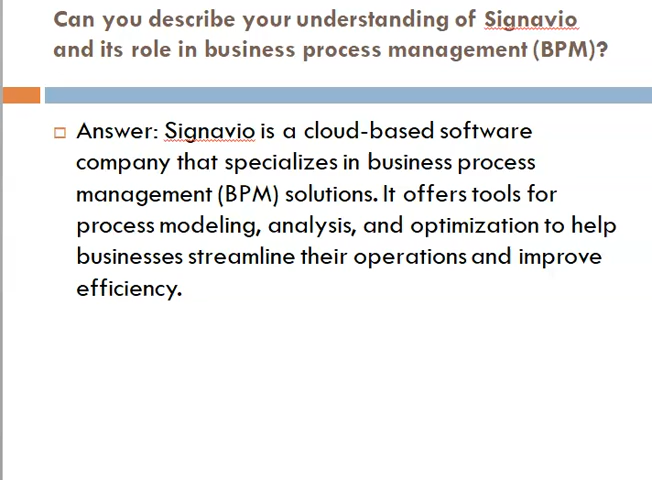 Can you describe your understanding of Signavio
and its role in business process management (BPM)?
Answer: Signavio is a cloud-based software
company that specializes in business process
management (BPM) solutions. It offers tools for
process modeling, analysis, and optimization to help
businesses streamline their operations and improve
efficiency.